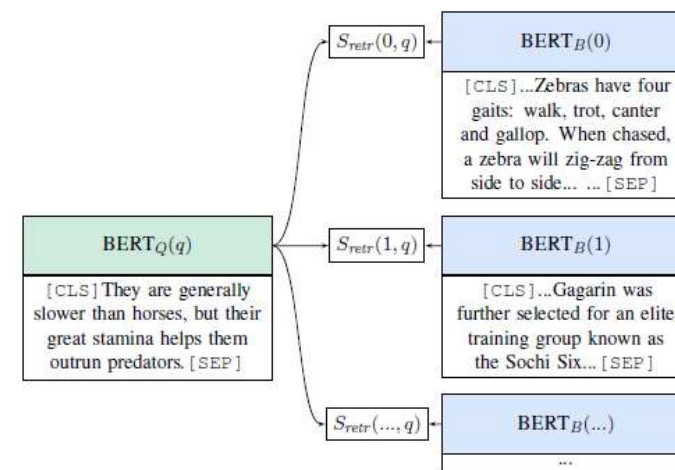 BERT_Q(q)
[CLS]They are generally
slower than horses, but their
great stamina helps them
outrun predators.[SEP]
S_retr(0, q)
S_retr(1, q)
S_retr(..., q)
BERT_B(0)
[CLS]...Zebras have four
gaits: walk, trot, canter
and gallop. When chased,
a zebra will zig-zag from
side to side... ...[SEP]
BERT_B(1)
[CLS]...Gagarin was
further selected for an elite
training group known as
the Sochi Six...[SEP]
BERT_B(...)
...